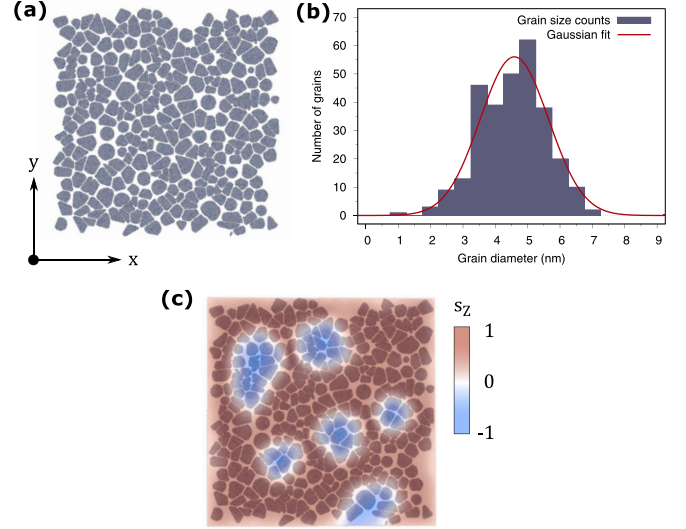 (a)
y
x
(b)
Grain size counts
Gaussian fit
Number of grains
70
60
50
40
30
20
10
0
0 1 2 3 4 5 6 7 8 9
Grain diameter (nm)
(c)
sZ
1
0
-1